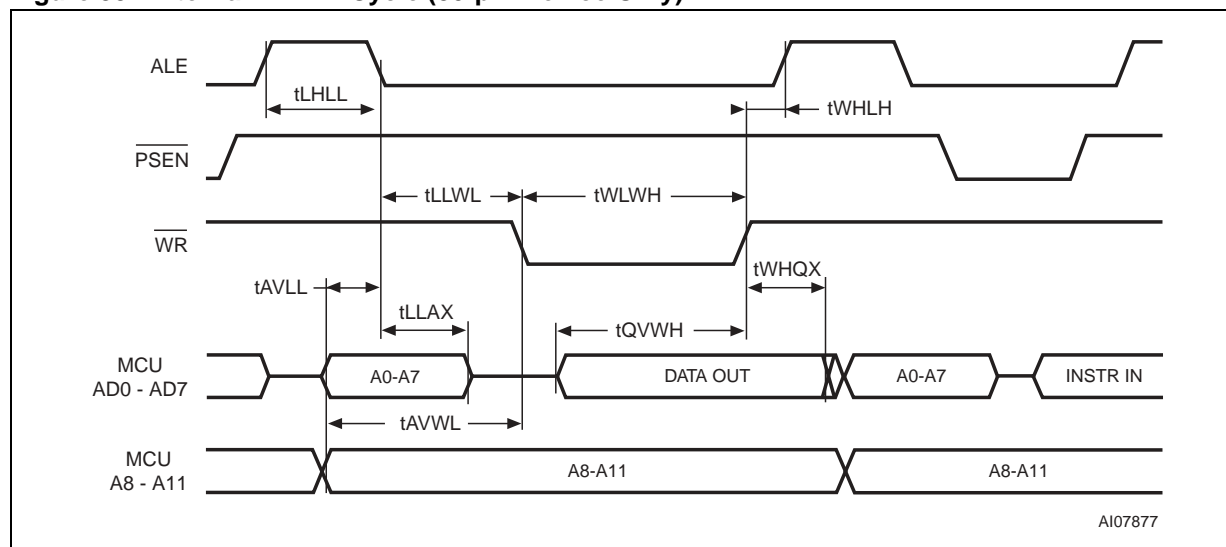 ALE
tLHLL
tWHLH
PSEN
tLLWL
tWLWH
WR
tWHQX
tAVLL
tLLAX
tQVWH
MCU
AD0 - AD7
A0-A7
DATA OUT
A0-A7
INSTR IN
tAVWL
MCU
A8 - A11
A8-A11
A8-A11
AI07877